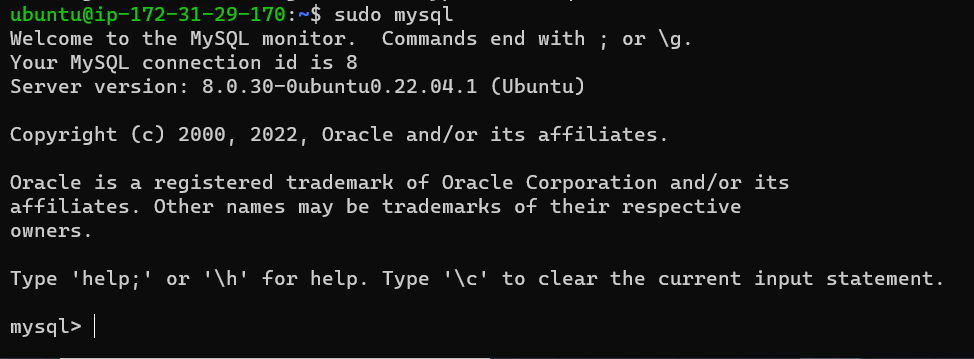 ubuntu@ip-172-31-29-170:~$ sudo mysql
Welcome to the MySQL monitor.  Commands end with ; or \g.
Your MySQL connection id is 8
Server version: 8.0.30-0ubuntu0.22.04.1 (Ubuntu)

Copyright (c) 2000, 2022, Oracle and/or its affiliates.

Oracle is a registered trademark of Oracle Corporation and/or its
affiliates. Other names may be trademarks of their respective
owners.

Type 'help;' or '\h' for help. Type '\c' to clear the current input statement.

mysql>